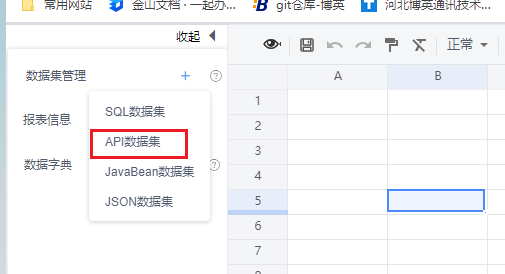 常用网站 金山文档 · 一起办... git仓库-博英 河北博英通讯技术...
收起
正常
数据集管理 + ?
A B
SQL数据集
1
2
报表信息
API数据集
3
数据字典
JavaBean数据集
4
JSON数据集
5
6
7
8